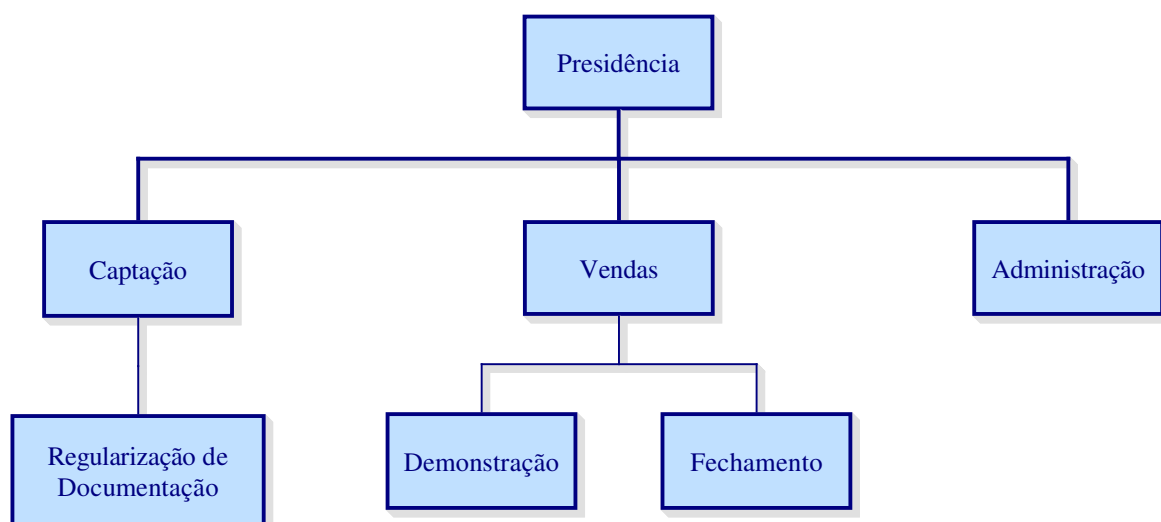 Presidência
Captação
Vendas
Administração
Regularização de
Documentação
Demonstração
Fechamento